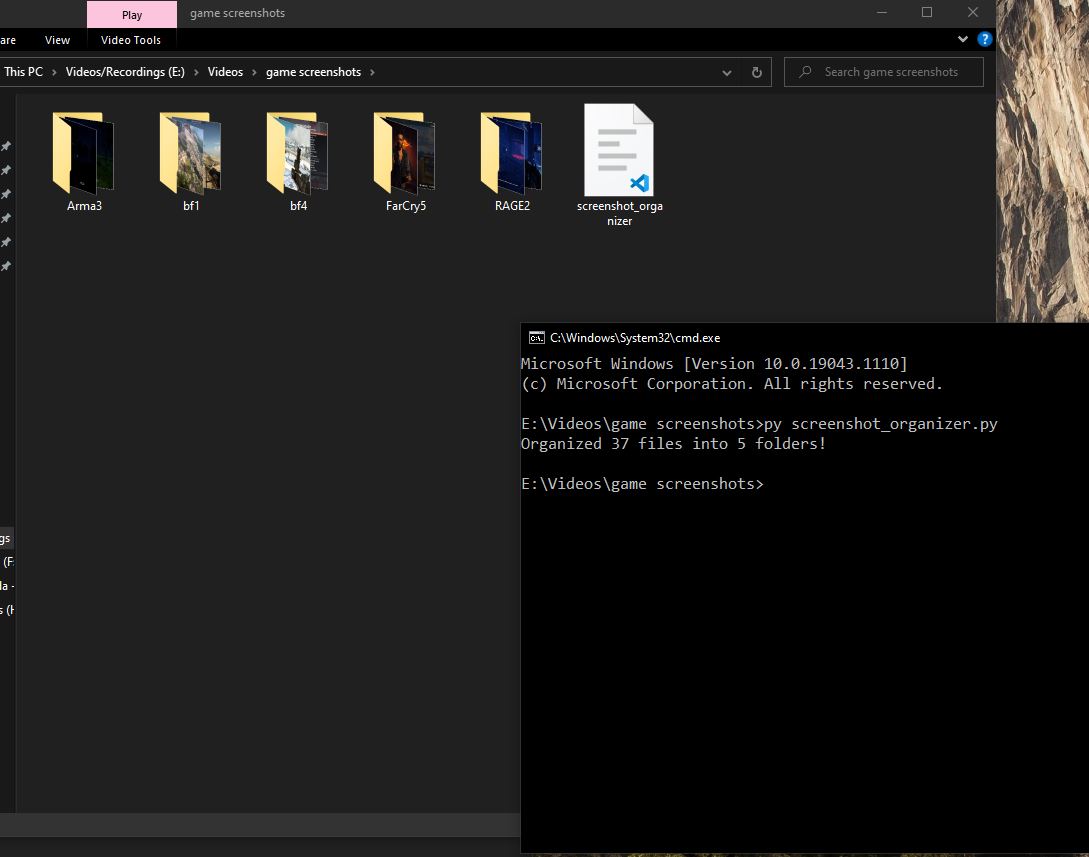 Play
game screenshots
are
View
Video Tools
This PC > Videos/Recordings (E:) > Videos > game screenshots >
Search game screenshots
Arma3
bf1
bf4
FarCry5
RAGE2
screenshot_orga
nizer
gs
C:\Windows\System32\cmd.exe
Microsoft Windows [Version 10.0.19043.1110]
(c) Microsoft Corporation. All rights reserved.
E:\Videos\game screenshots>py screenshot_organizer.py
Organized 37 files into 5 folders!
E:\Videos\game screenshots>